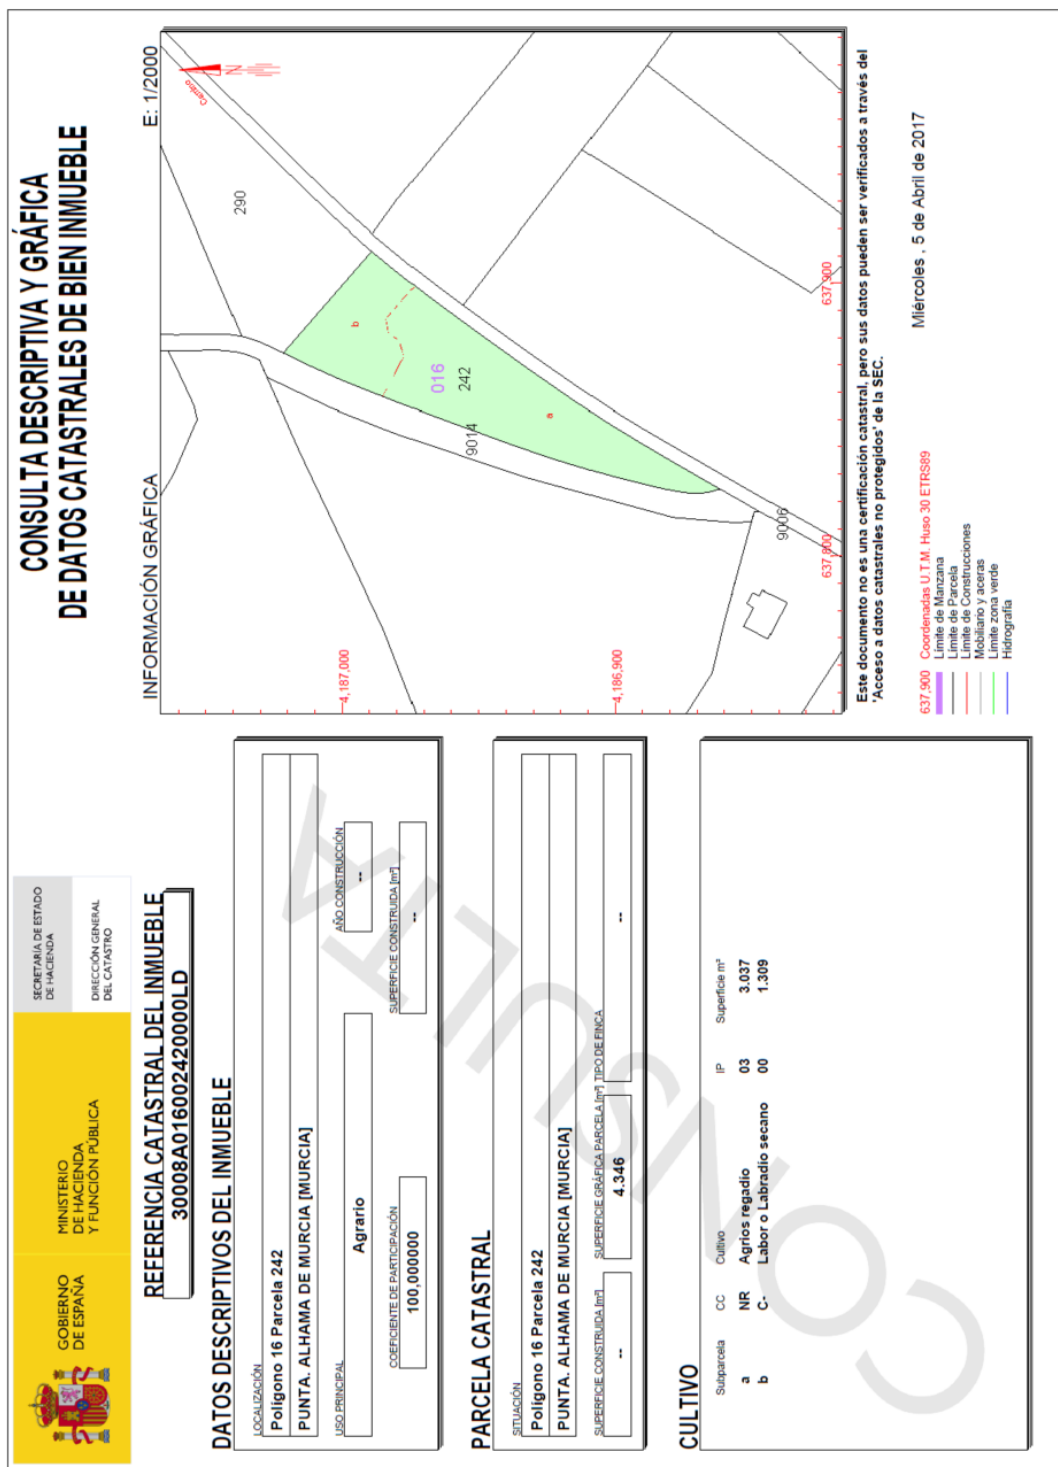 GOBIERNO
DE ESPAÑA
MINISTERIO
DE HACIENDA
Y FUNCIÓN PÚBLICA
SECRETARÍA DE ESTADO
DE HACIENDA
DIRECCIÓN GENERAL
DEL CATASTRO
REFERENCIA CATASTRAL DEL INMUEBLE
30008A016002420000LD
DATOS DESCRIPTIVOS DEL INMUEBLE
LOCALIZACIÓN
Polígono 16 Parcela 242
PUNTA. ALHAMA DE MURCIA [MURCIA]
USO PRINCIPAL
Agrario
AÑO CONSTRUCCIÓN
--
COEFICIENTE DE PARTICIPACIÓN
100,000000
SUPERFICIE CONSTRUIDA [m²]
--
PARCELA CATASTRAL
SITUACIÓN
Polígono 16 Parcela 242
PUNTA. ALHAMA DE MURCIA [MURCIA]
SUPERFICIE CONSTRUIDA [m²]
--
SUPERFICIE GRÁFICA PARCELA [m²]
4.346
TIPO DE FINCA
--
CULTIVO
Subparcela CC Cultivo IP Superficie m²
a NR Agrios regadío 03 3.037
b C- Labor o Labradío secano 00 1.309
CONSULTA
CONSULTA DESCRIPTIVA Y GRÁFICA
DE DATOS CATASTRALES DE BIEN INMUEBLE
INFORMACIÓN GRÁFICA E: 1/2000
Camino
N
290
b
016
242
9014
a
9006
4,187,000
4,186,900
637,800
637,900
Este documento no es una certificación catastral, pero sus datos pueden ser verificados a través del
'Acceso a datos catastrales no protegidos' de la SEC.
637,900 Coordenadas U.T.M. Huso 30 ETRS89
Límite de Manzana
Límite de Parcela
Límite de Construcciones
Mobiliario y aceras
Límite zona verde
Hidrografía
Miércoles , 5 de Abril de 2017